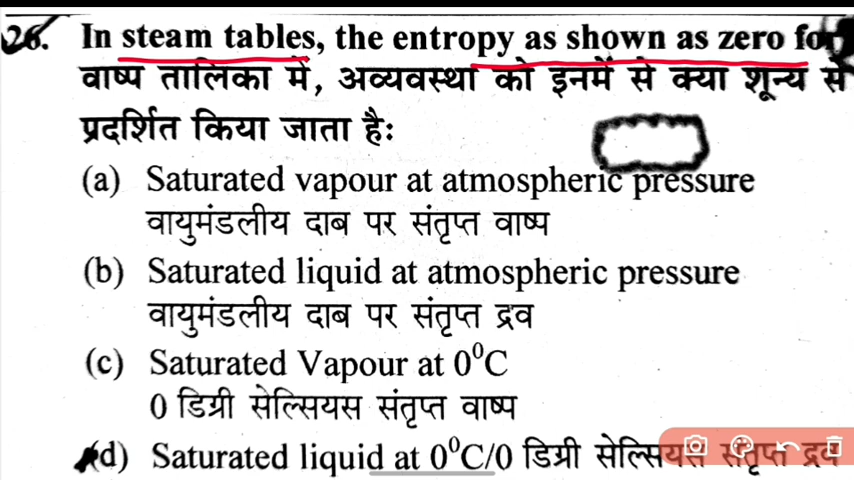 26. In steam tables, the entropy as shown as zero for
वाष्प तालिका में, अव्यवस्था को इनमें से क्या शून्य से
प्रदर्शित किया जाता हैः
(a) Saturated vapour at atmospheric pressure
वायुमंडलीय दाब पर संतृप्त वाष्प
(b) Saturated liquid at atmospheric pressure
वायुमंडलीय दाब पर संतृप्त द्रव
(c) Saturated Vapour at 0⁰C
0 डिग्री सेल्सियस संतृप्त वाष्प
(d) Saturated liquid at 0⁰C/0 डिग्री सेल्सियस संतृप्त द्रव